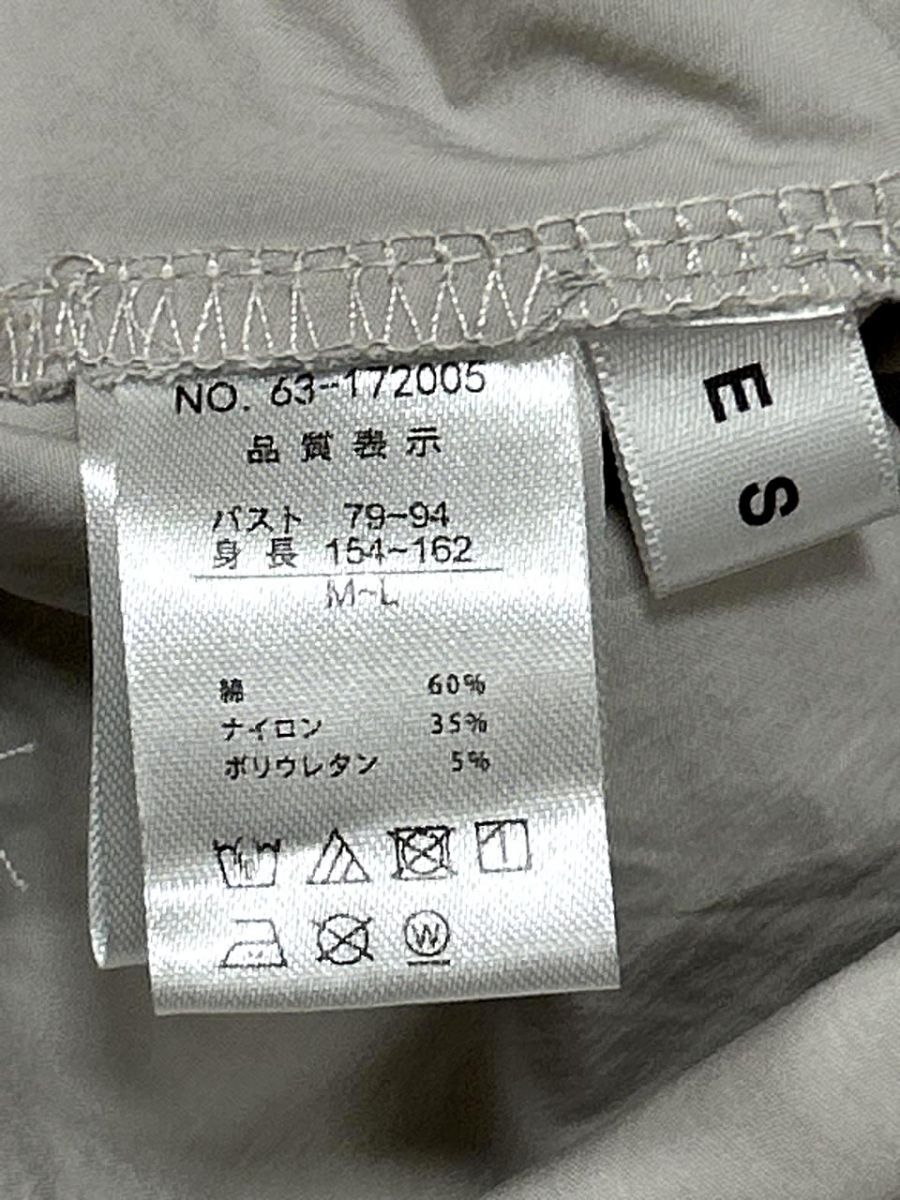 NO. 63-172005
品質表示
バスト 79~94
身長 154~162
M~L
綿 60%
ナイロン 35%
ポリウレタン 5%
W
E
S